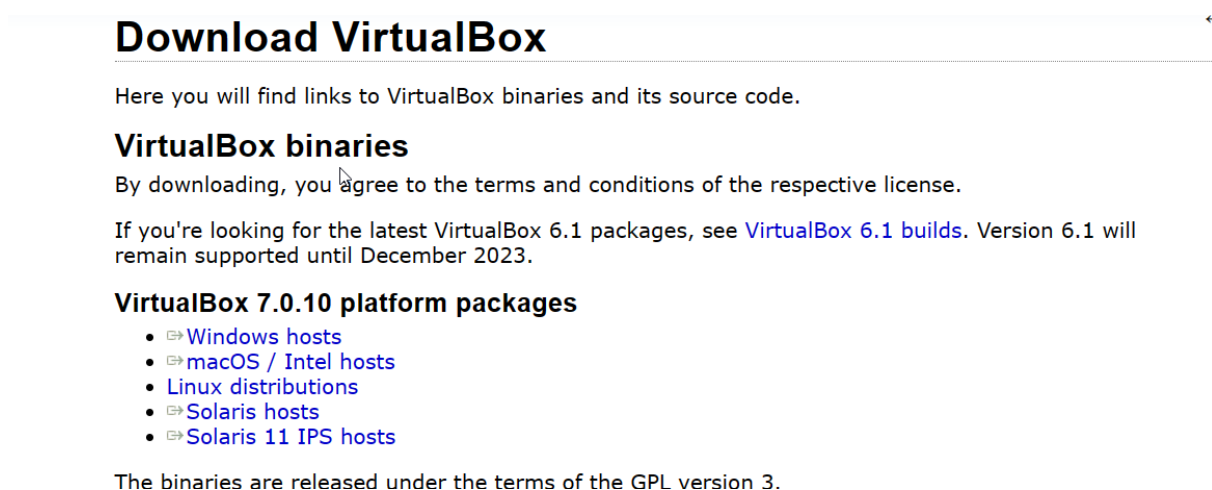 Download VirtualBox
Here you will find links to VirtualBox binaries and its source code.
VirtualBox binaries
By downloading, you agree to the terms and conditions of the respective license.
If you're looking for the latest VirtualBox 6.1 packages, see VirtualBox 6.1 builds. Version 6.1 will
remain supported until December 2023.
VirtualBox 7.0.10 platform packages
Windows hosts
macOS / Intel hosts
Linux distributions
Solaris hosts
Solaris 11 IPS hosts
The binaries are released under the terms of the GPL version 3.